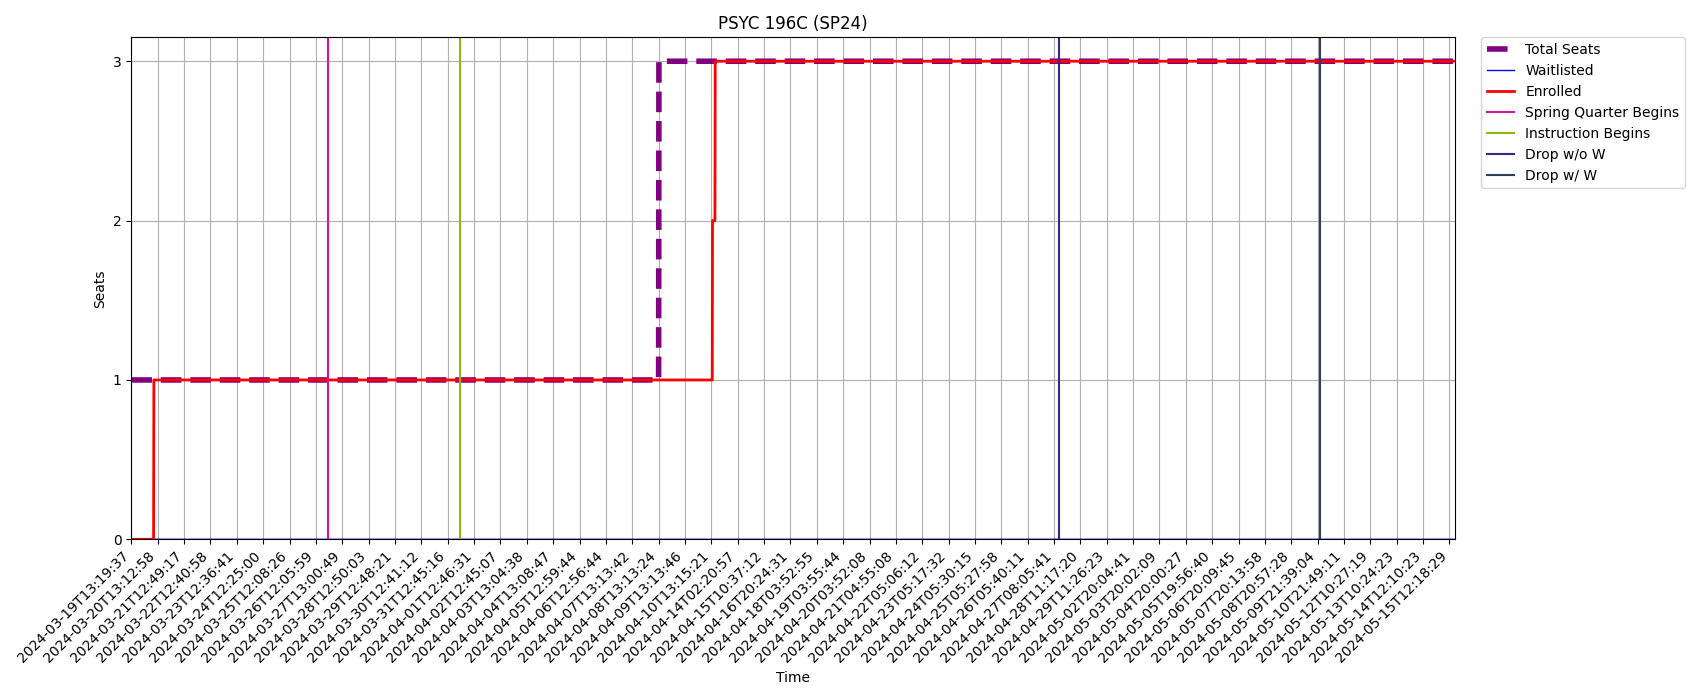 PSYC 196C (SP24)
3
2
1
0
Seats
2024-03-19T13:19:37
2024-03-20T13:12:58
2024-03-21T12:49:17
2024-03-22T12:40:58
2024-03-23T12:36:41
2024-03-24T12:25:00
2024-03-25T12:08:26
2024-03-26T12:05:59
2024-03-27T13:00:49
2024-03-28T12:50:03
2024-03-29T12:48:21
2024-03-30T12:41:12
2024-03-31T12:45:16
2024-04-01T12:46:31
2024-04-02T12:45:07
2024-04-03T13:04:38
2024-04-04T13:08:47
2024-04-05T12:59:44
2024-04-06T12:56:44
2024-04-07T13:13:42
2024-04-08T13:13:24
2024-04-09T13:13:46
2024-04-10T13:15:21
2024-04-14T02:20:57
2024-04-15T10:37:12
2024-04-16T20:24:31
2024-04-18T03:52:55
2024-04-19T03:55:44
2024-04-20T03:52:08
2024-04-21T04:55:08
2024-04-22T05:06:12
2024-04-23T05:17:32
2024-04-24T05:30:15
2024-04-25T05:27:58
2024-04-26T05:40:11
2024-04-27T08:05:41
2024-04-28T11:17:20
2024-04-29T11:26:23
2024-05-02T20:04:41
2024-05-03T20:02:09
2024-05-04T20:00:27
2024-05-05T19:56:40
2024-05-06T20:09:45
2024-05-07T20:13:58
2024-05-08T20:57:28
2024-05-09T21:39:04
2024-05-10T21:49:11
2024-05-12T10:27:19
2024-05-13T10:24:23
2024-05-14T12:10:23
2024-05-15T12:18:29
Time
Total Seats
Waitlisted
Enrolled
Spring Quarter Begins
Instruction Begins
Drop w/o W
Drop w/ W